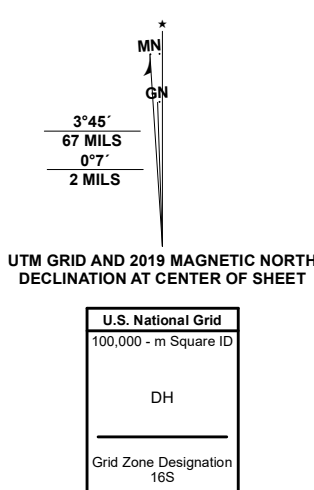 ★
MN
GN
3°45´
67 MILS
0°7´
2 MILS
UTM GRID AND 2019 MAGNETIC NORTH
DECLINATION AT CENTER OF SHEET
U.S. National Grid
100,000 - m Square ID
DH
Grid Zone Designation
16S